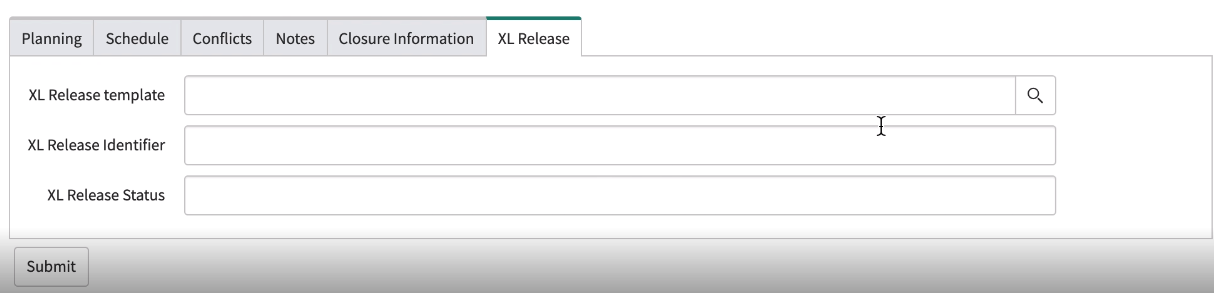 Planning Schedule Conflicts Notes Closure Information XL Release
XL Release template
XL Release Identifier
XL Release Status
Submit